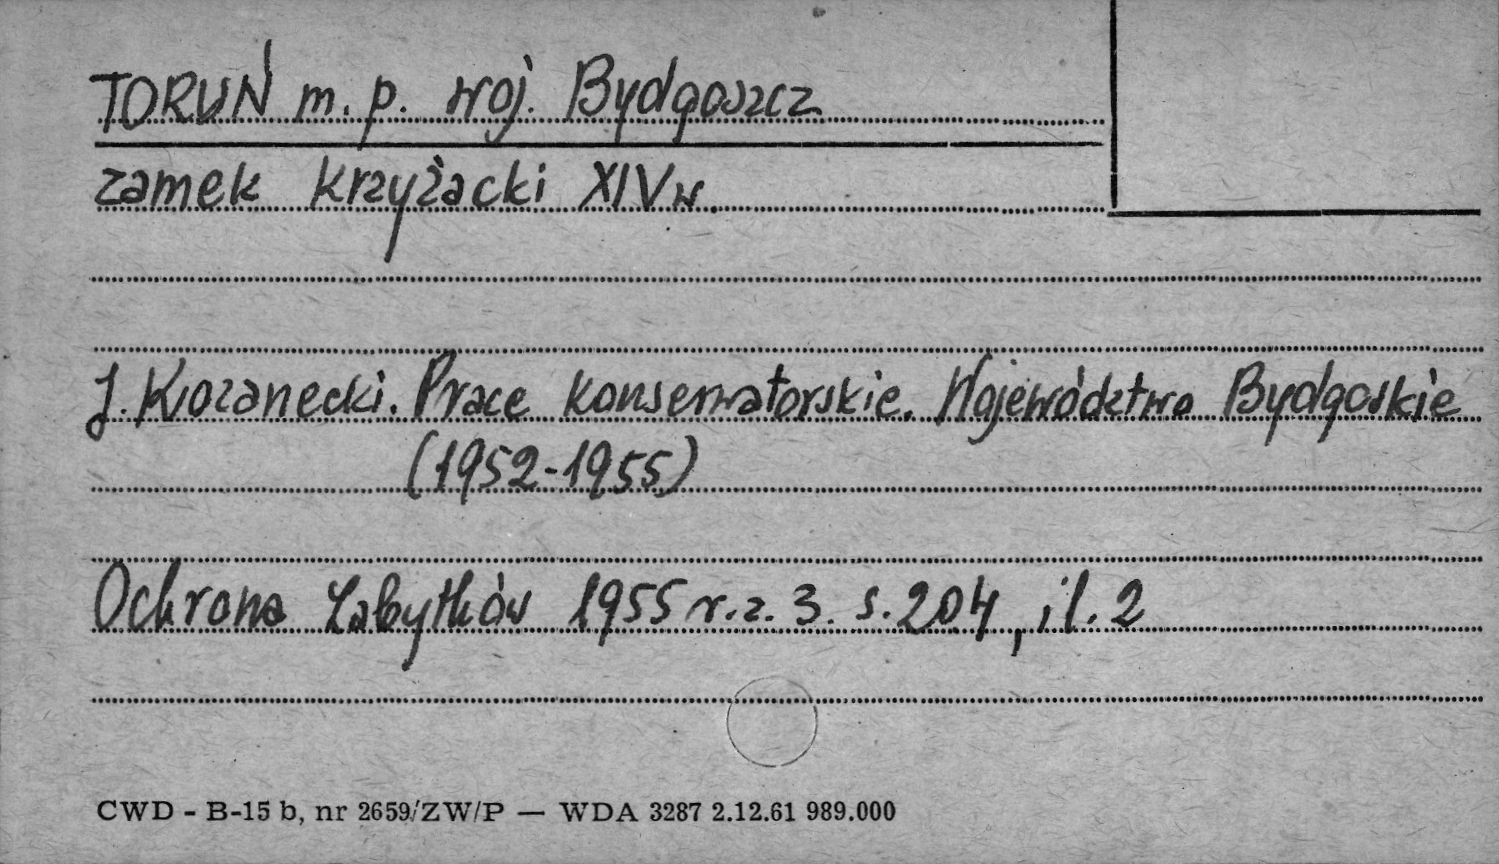 TORUŃ m. p. woj. Bydgoszcz
zamek krzyżacki XIV w.
J. Kozanecki. Prace konserwatorskie. Województwo Bydgoskie
(1952-1955)
Ochrona Zabytków 1955 r. z. 3. s. 204, il. 2
CWD - B-15 b, nr 2659/ZW/P — WDA 3287 2.12.61 989.000